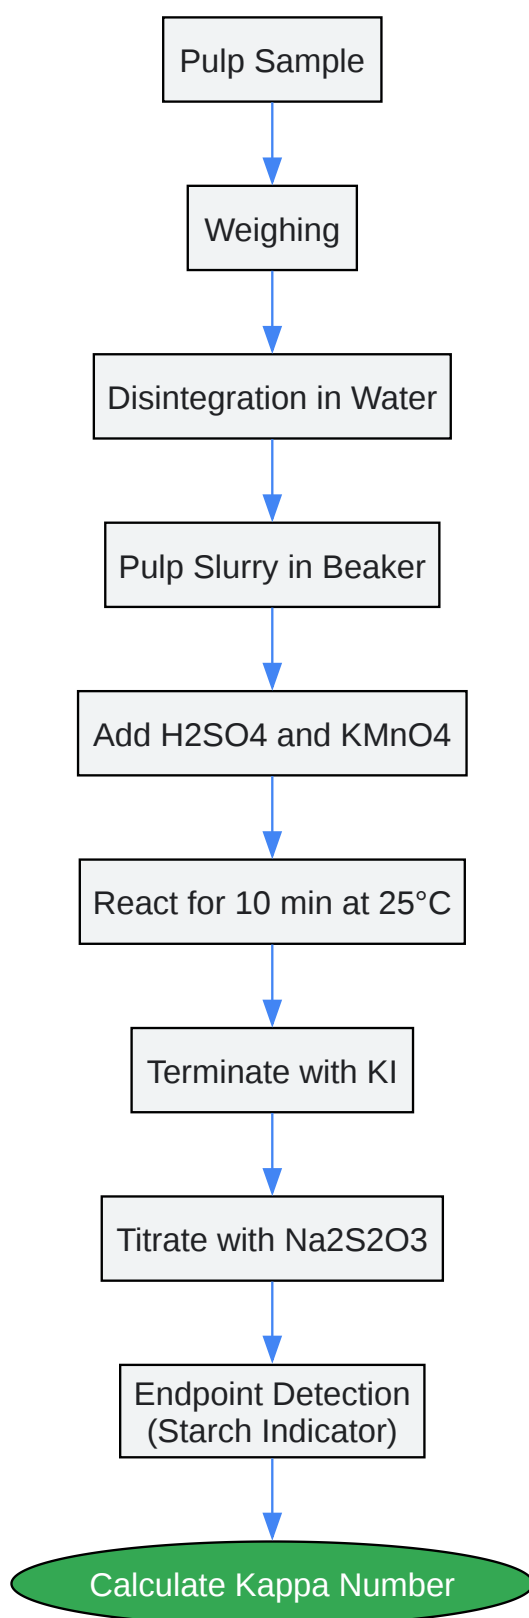 Pulp Sample
Weighing
Disintegration in Water
Pulp Slurry in Beaker
Add H2SO4 and KMnO4
React for 10 min at 25°C
Terminate with KI
Titrate with Na2S2O3
Endpoint Detection
(Starch Indicator)
Calculate Kappa Number